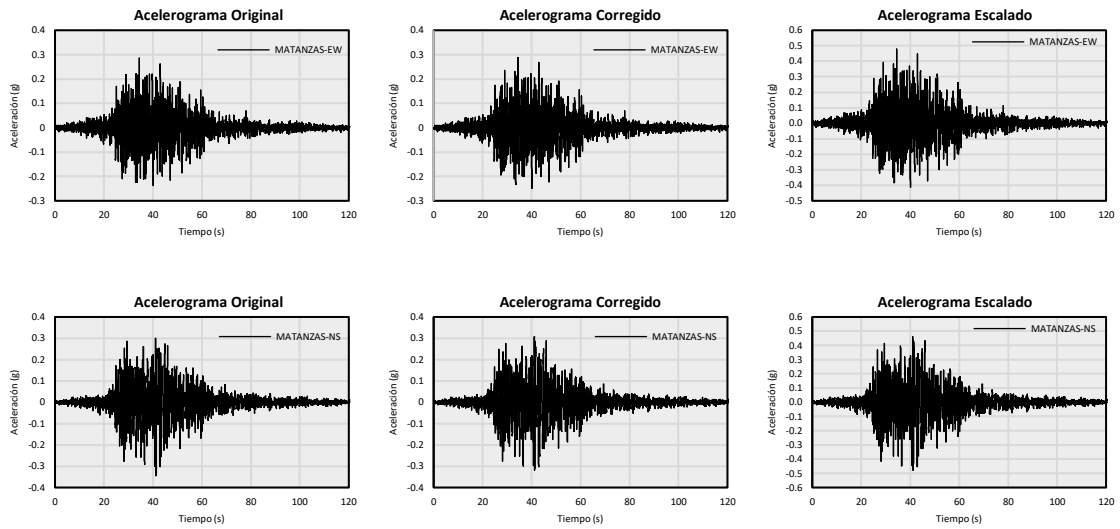 Acelerograma Original
Acelerograma Corregido
Acelerograma Escalado
0.4
0.3
0.2
0.1
0
-0.1
-0.2
-0.3
Aceleración (g)
MATANZAS-EW
0 20 40 60 80 100 120
Tiempo (s)
0.4
0.3
0.2
0.1
0
-0.1
-0.2
-0.3
Aceleración (g)
MATANZAS-EW
0 20 40 60 80 100 120
Tiempo (s)
0.6
0.5
0.4
0.3
0.2
0.1
0.0
-0.1
-0.2
-0.3
-0.4
-0.5
Aceleración (g)
MATANZAS-EW
0 20 40 60 80 100 120
Tiempo (s)
Acelerograma Original
Acelerograma Corregido
Acelerograma Escalado
0.4
0.3
0.2
0.1
0
-0.1
-0.2
-0.3
-0.4
Aceleración (g)
MATANZAS-NS
0 20 40 60 80 100 120
Tiempo (s)
0.4
0.3
0.2
0.1
0
-0.1
-0.2
-0.3
-0.4
Aceleración (g)
MATANZAS-NS
0 20 40 60 80 100 120
Tiempo (s)
0.6
0.5
0.4
0.3
0.2
0.1
0.0
-0.1
-0.2
-0.3
-0.4
-0.5
-0.6
Aceleración (g)
MATANZAS-NS
0 20 40 60 80 100 120
Tiempo (s)